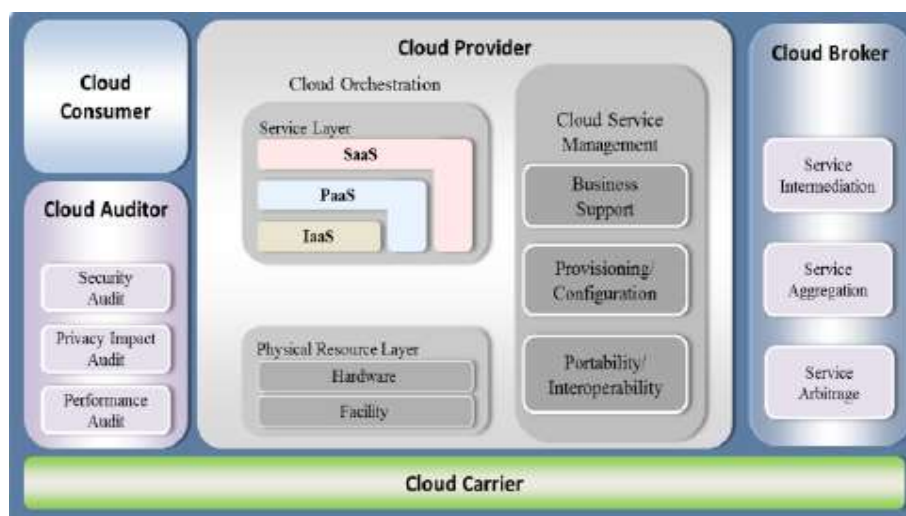 Cloud
Consumer
Cloud Auditor
Security
Audit
Privacy Impact
Audit
Performance
Audit
Cloud Provider
Cloud Orchestration
Service Layer
SaaS
PaaS
IaaS
Physical Resource Layer
Hardware
Facility
Cloud Service
Management
Business
Support
Provisioning/
Configuration
Portability/
Interoperability
Cloud Broker
Service
Intermediation
Service
Aggregation
Service
Arbitrage
Cloud Carrier